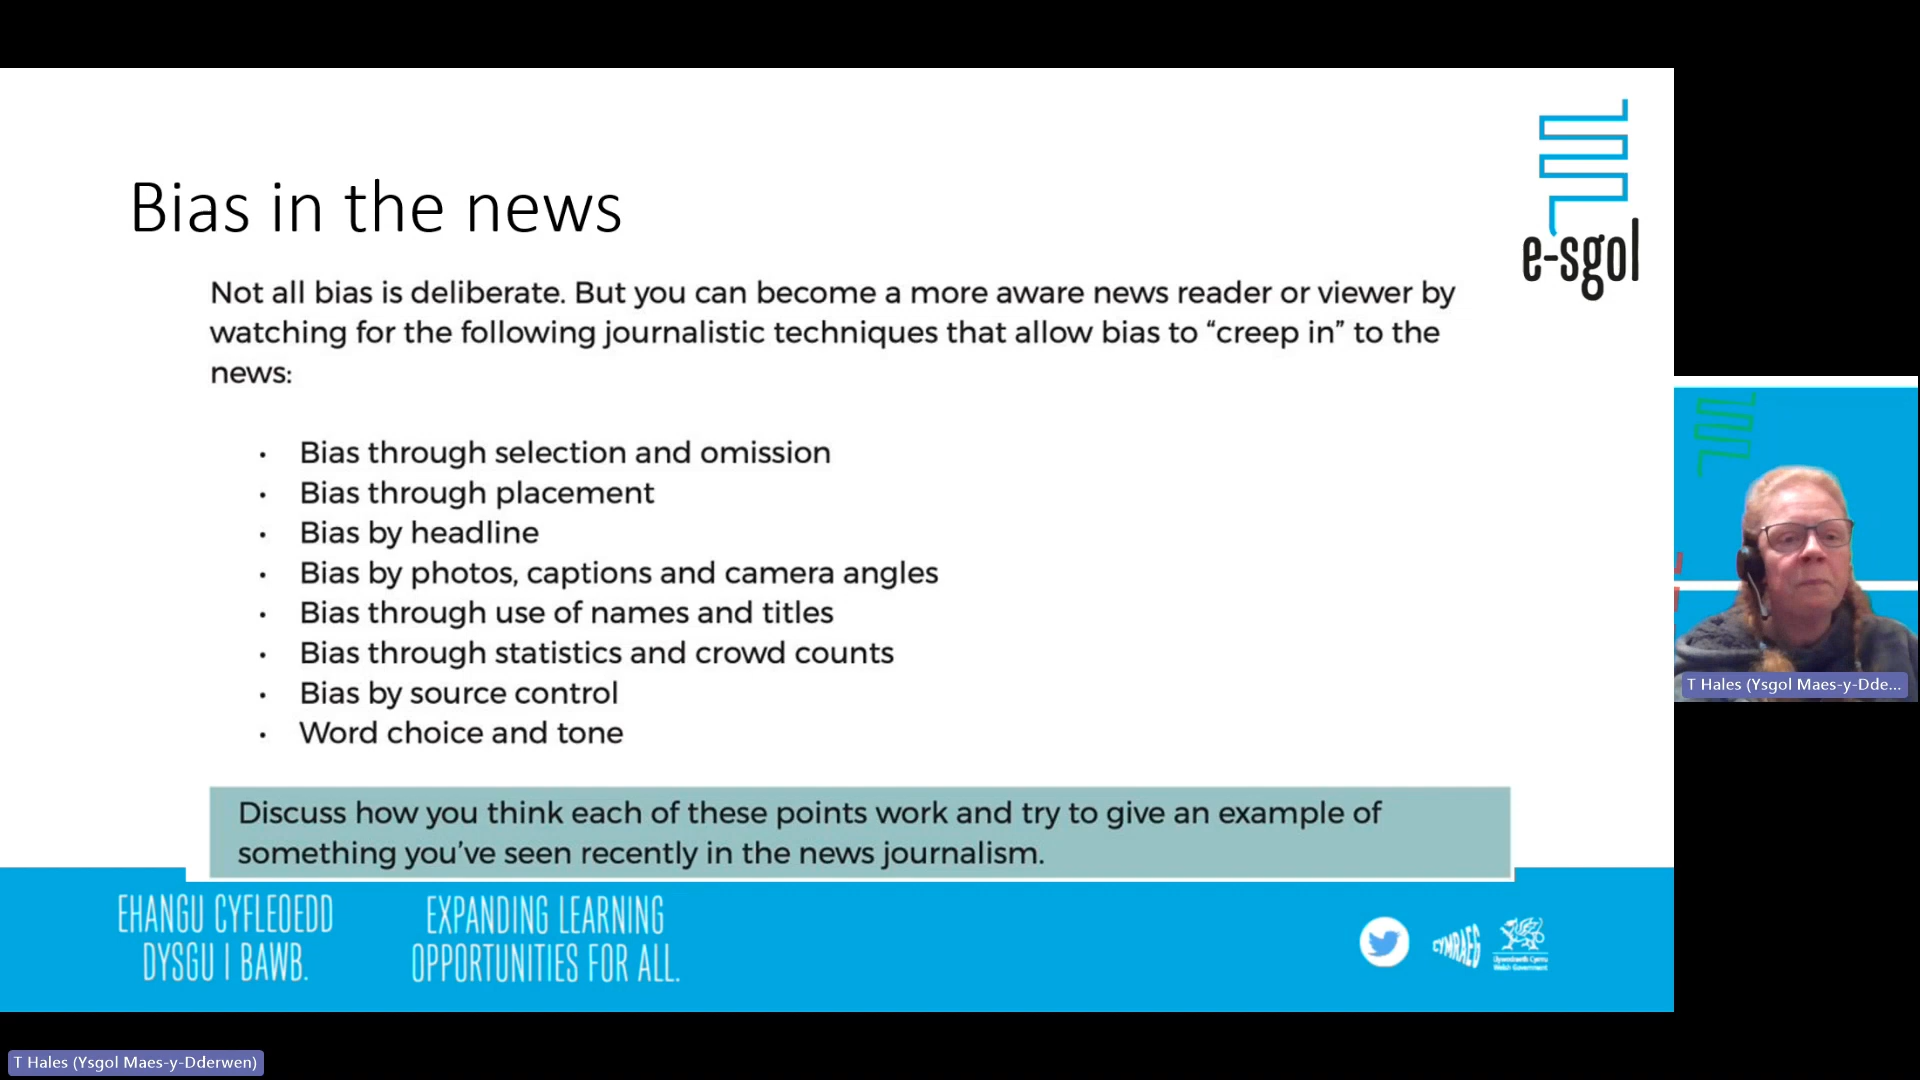 Bias in the news
e-sgol
Not all bias is deliberate. But you can become a more aware news reader or viewer by
watching for the following journalistic techniques that allow bias to “creep in” to the
news:
• Bias through selection and omission
• Bias through placement
• Bias by headline
• Bias by photos, captions and camera angles
• Bias through use of names and titles
• Bias through statistics and crowd counts
• Bias by source control
• Word choice and tone
Discuss how you think each of these points work and try to give an example of
something you’ve seen recently in the news journalism.
EHANGU CYFLEOEDD
DYSGU I BAWB.
EXPANDING LEARNING
OPPORTUNITIES FOR ALL.
CYMRAEG
Llywodraeth Cymru
Welsh Government
T Hales (Ysgol Maes-y-Dde...
T Hales (Ysgol Maes-y-Dderwen)